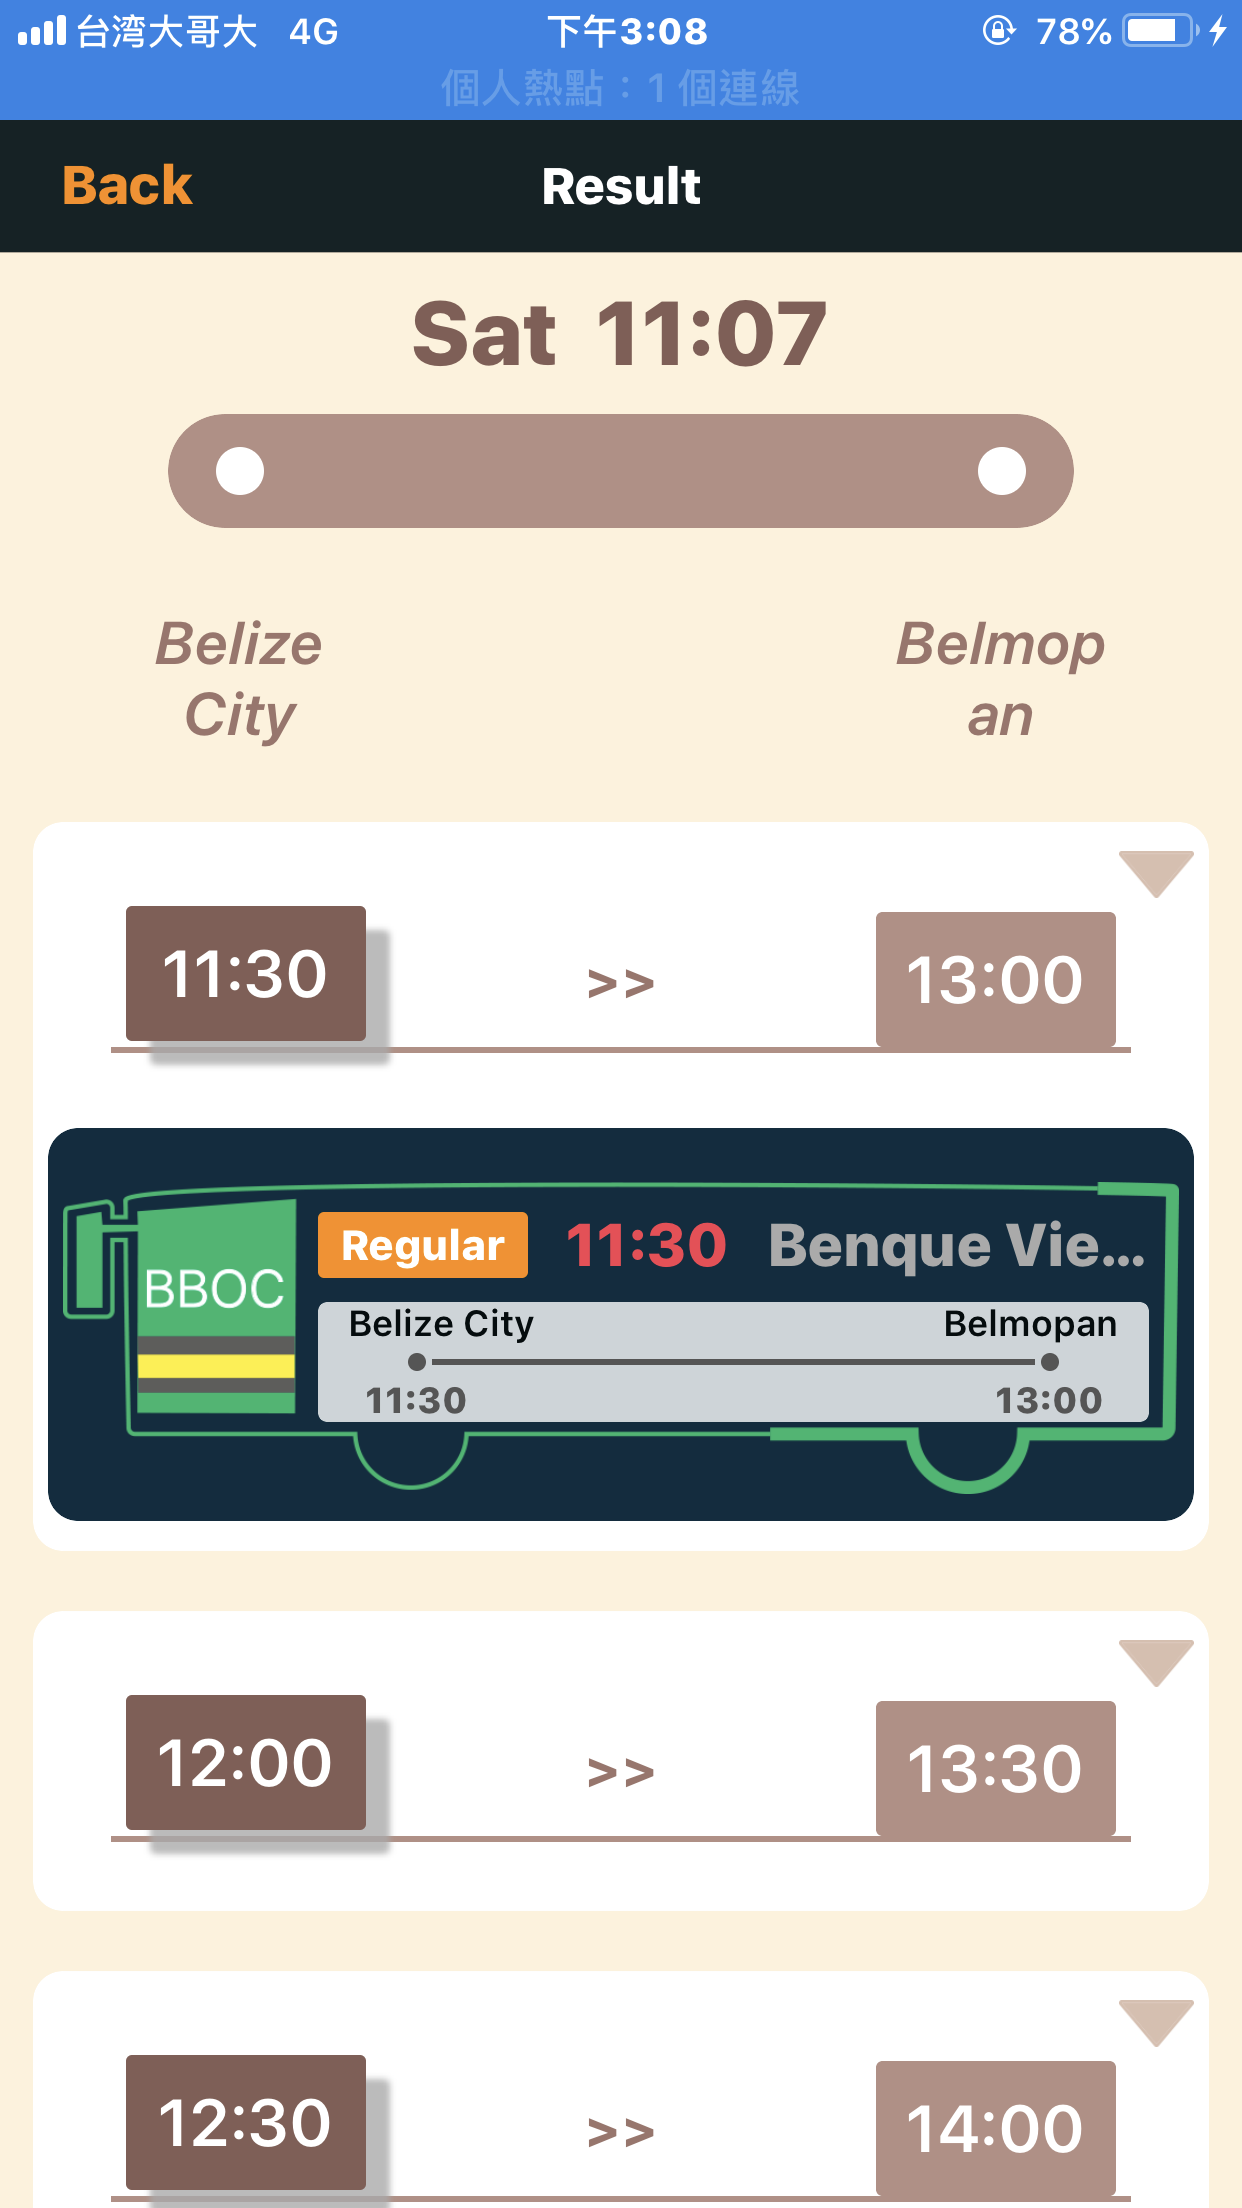 台湾大哥大 4G 下午3:08 78%
個人熱點：1 個連線
Back Result
Sat 11:07
Belize City Belmopan
11:30 >> 13:00
BBOC Regular 11:30 Benque Vie...
Belize City Belmopan
11:30 13:00
12:00 >> 13:30
12:30 >> 14:00